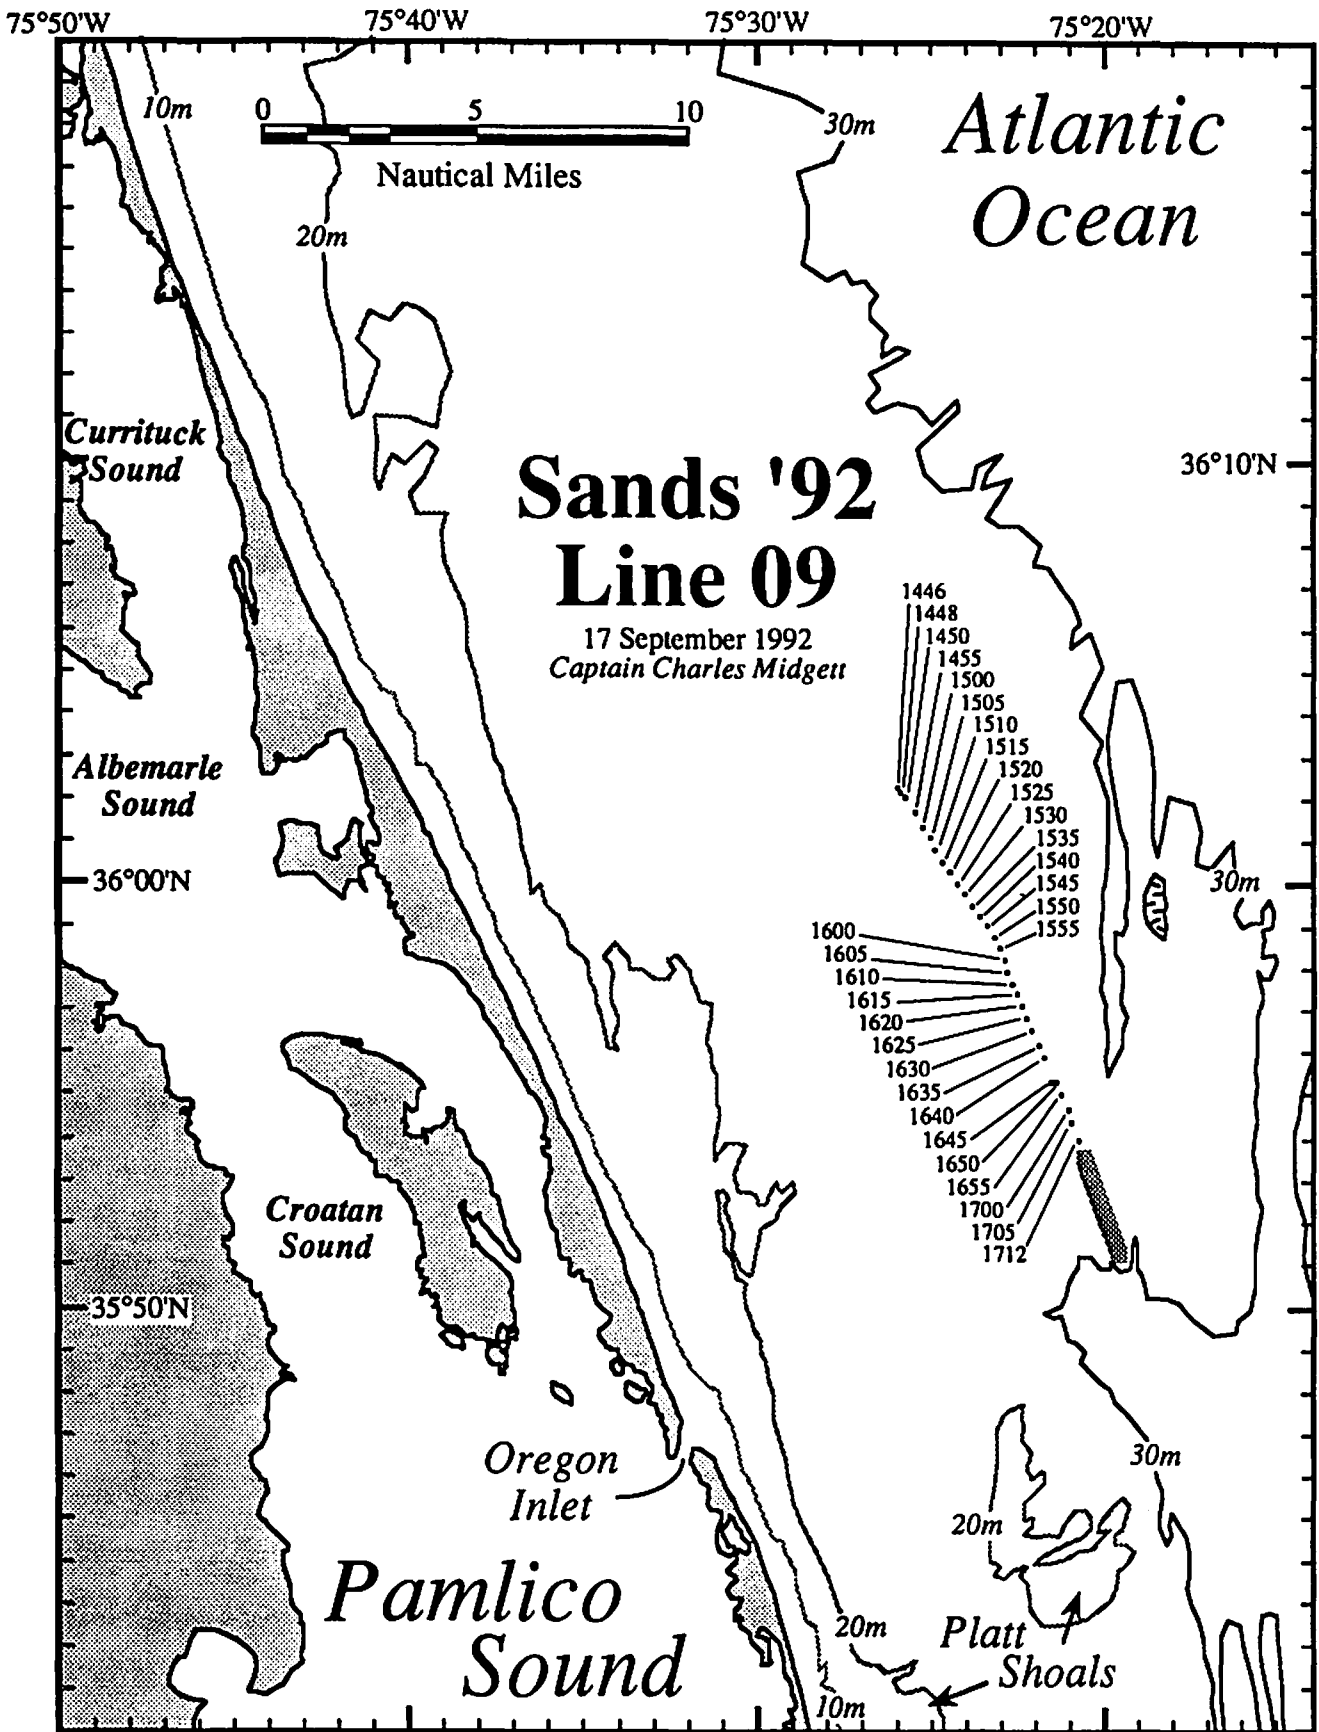 75°50'W
75°40'W
75°30'W
75°20'W
10m
0 5 10
Nautical Miles
20m
30m
Atlantic
Ocean
Currituck
Sound
36°10'N
Sands '92
Line 09
17 September 1992
Captain Charles Midgett
1446
1448
1450
1455
1500
1505
1510
1515
1520
1525
1530
1535
1540
1545
1550
1555
Albemarle
Sound
36°00'N
30m
1600
1605
1610
1615
1620
1625
1630
1635
1640
1645
1650
1655
1700
1705
1712
Croatan
Sound
35°50'N
Oregon
Inlet
30m
20m
Pamlico
Sound
20m
Platt
Shoals
10m